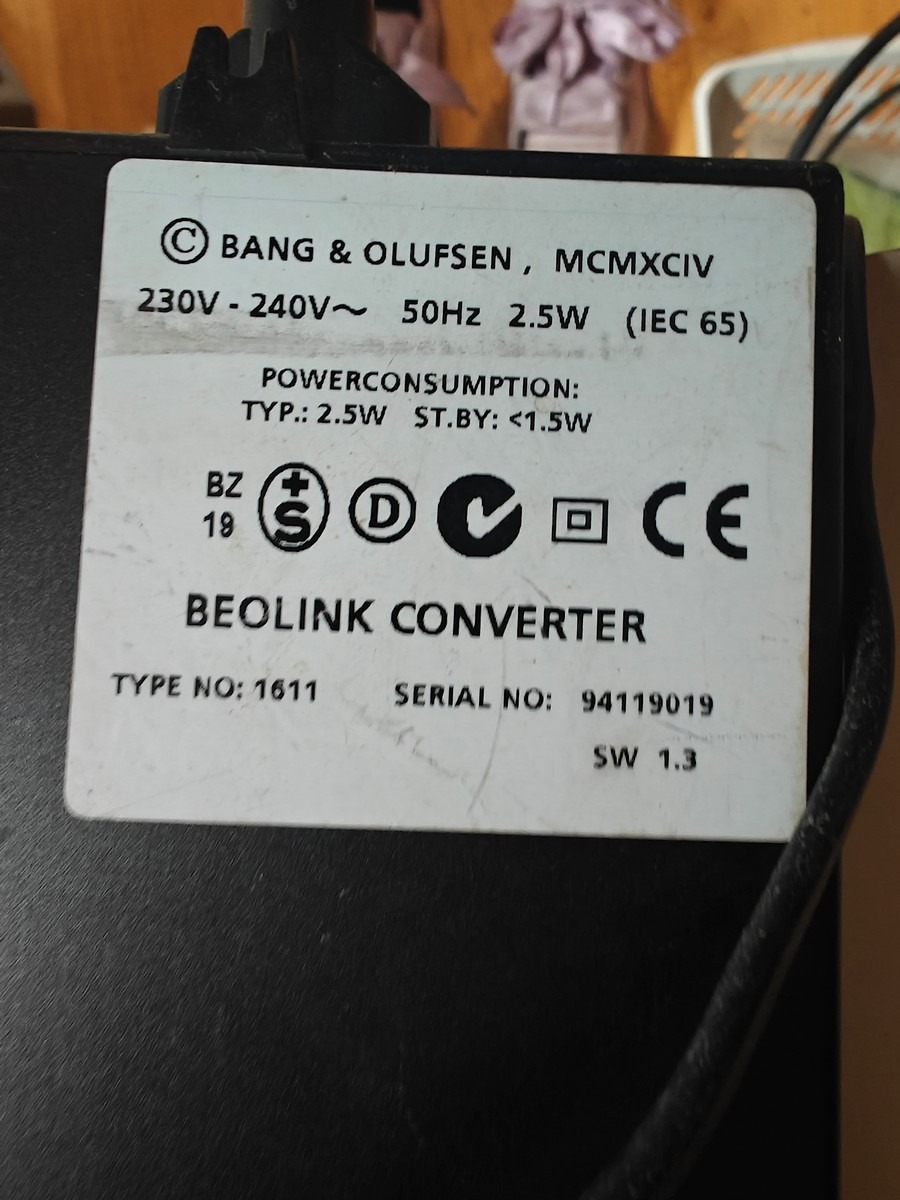 © BANG & OLUFSEN, MCMXCIV
230V - 240V~ 50Hz 2.5W (IEC 65)
POWERCONSUMPTION:
TYP.: 2.5W ST.BY: <1.5W
BZ
19
+S D CE
BEOLINK CONVERTER
TYPE NO: 1611 SERIAL NO: 94119019
SW 1.3